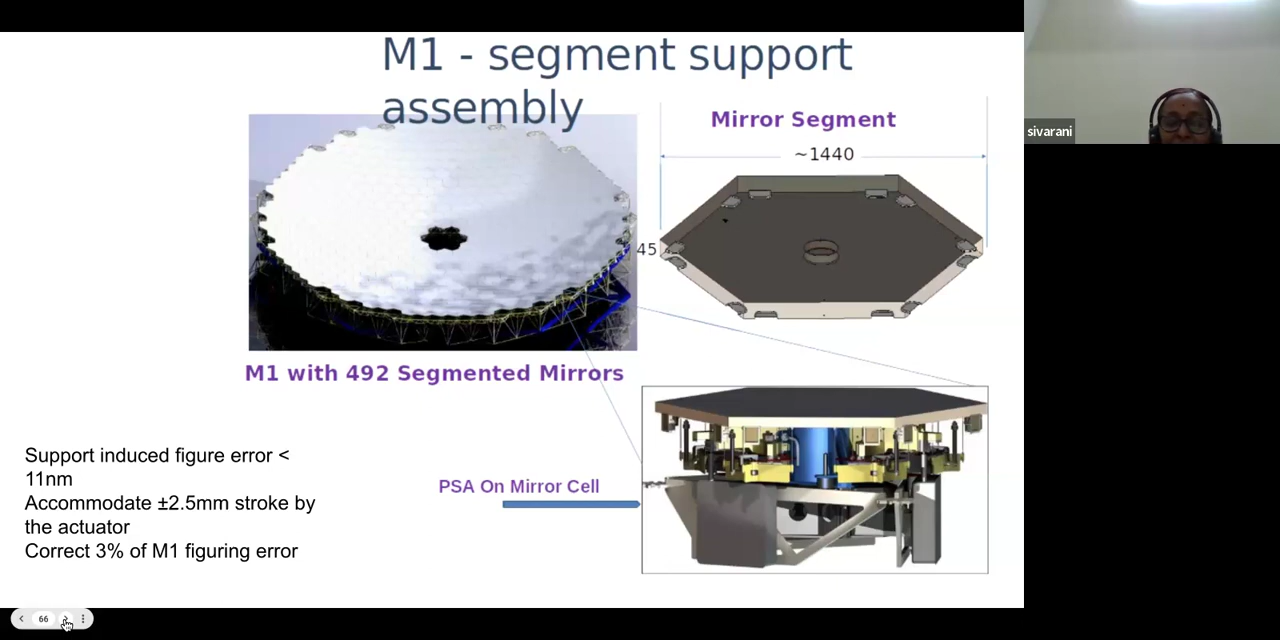 M1 - segment support
assembly
Mirror Segment
~1440
45
M1 with 492 Segmented Mirrors
Support induced figure error <
11nm
Accommodate ±2.5mm stroke by
the actuator
Correct 3% of M1 figuring error
PSA On Mirror Cell
sivarani
66